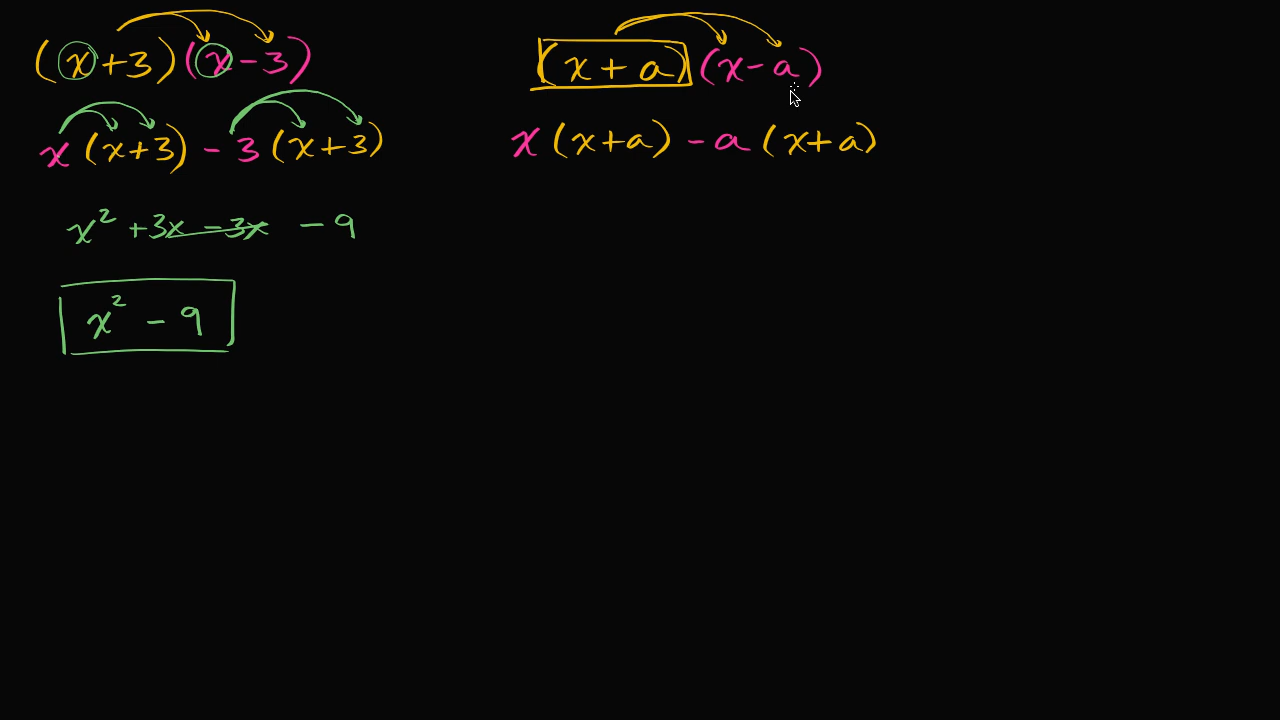 (x+3)(x-3)
x(x+3) - 3(x+3)
x² +3x -3x -9
x² - 9
(x+a)(x-a)
x(x+a) - a(x+a)